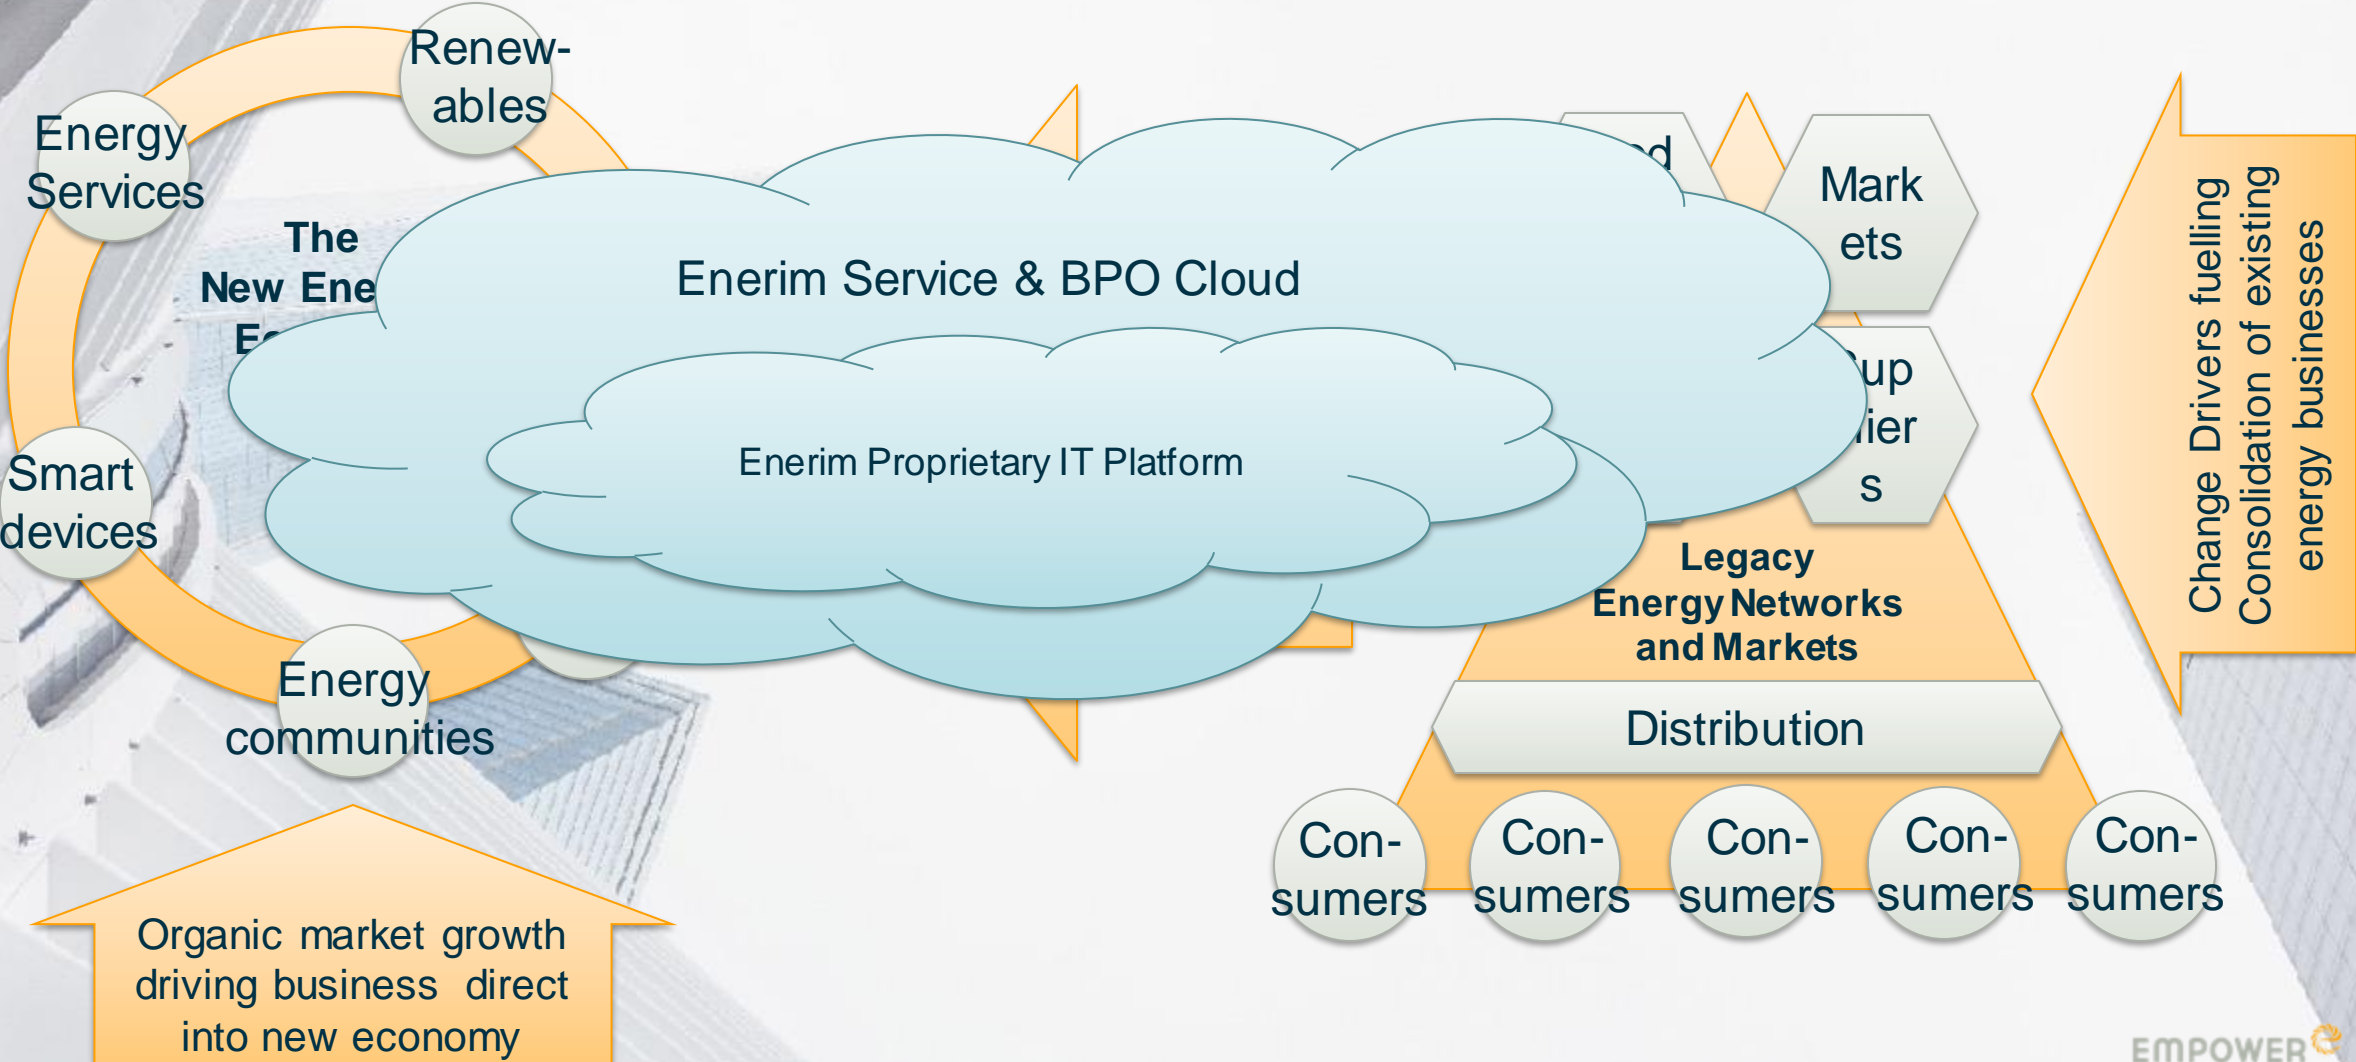 Renew-
ables
Energy
Services
The
New
Smart
devices
Energy
communities
Organic market growth
driving business direct
into new economy
Enerim Service & BPO Cloud
Enerim Proprietary IT Platform
Mark
ets
Legacy
Energy Networks
and Markets
Distribution
Con-
sumers
Con-
sumers
Con-
sumers
Con-
sumers
Con-
sumers
Change Drivers fuelling
Consolidation of existing
energy businesses
EMPOWER